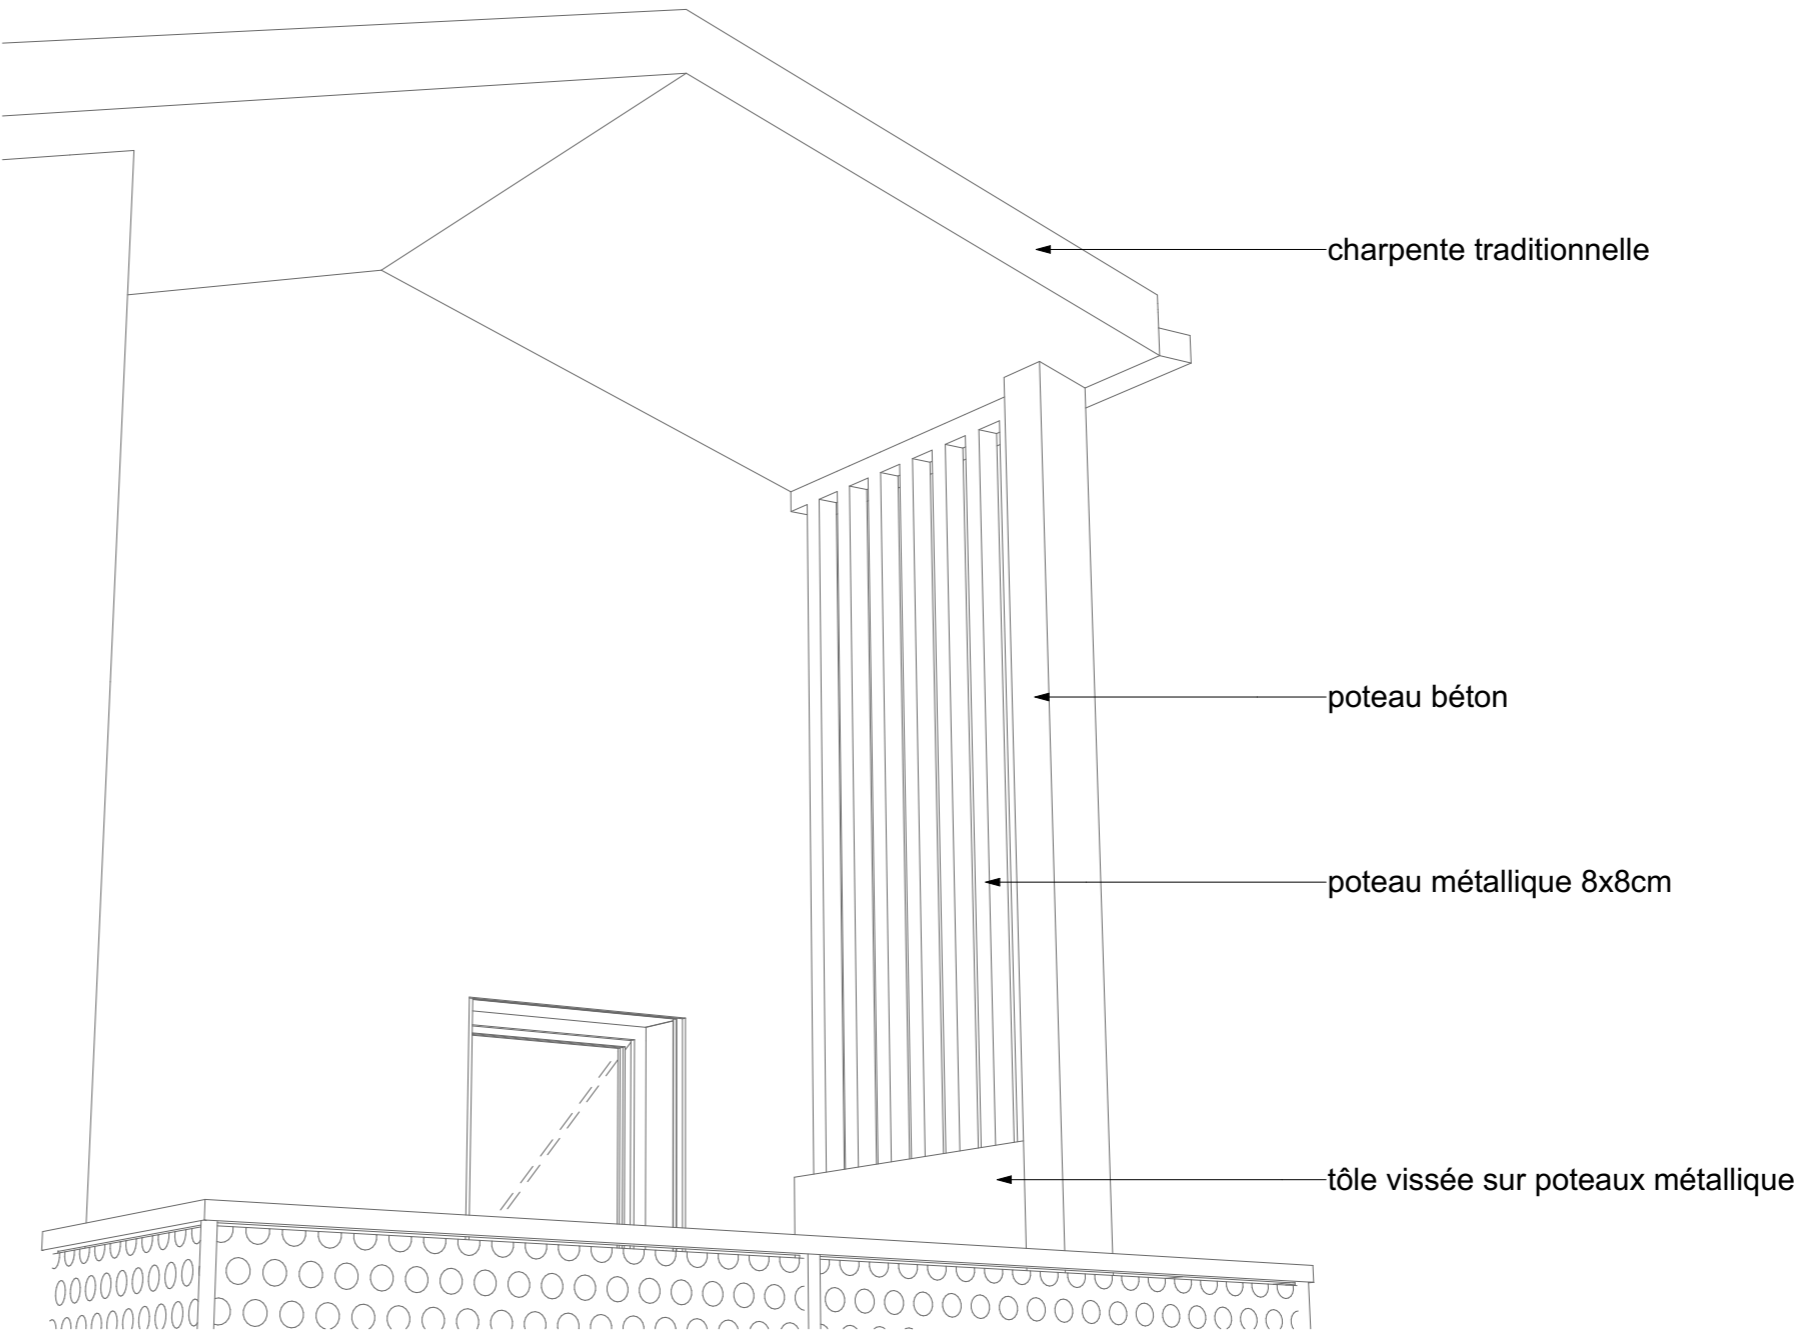 charpente traditionnelle
poteau béton
poteau métallique 8x8cm
tôle vissée sur poteaux métallique